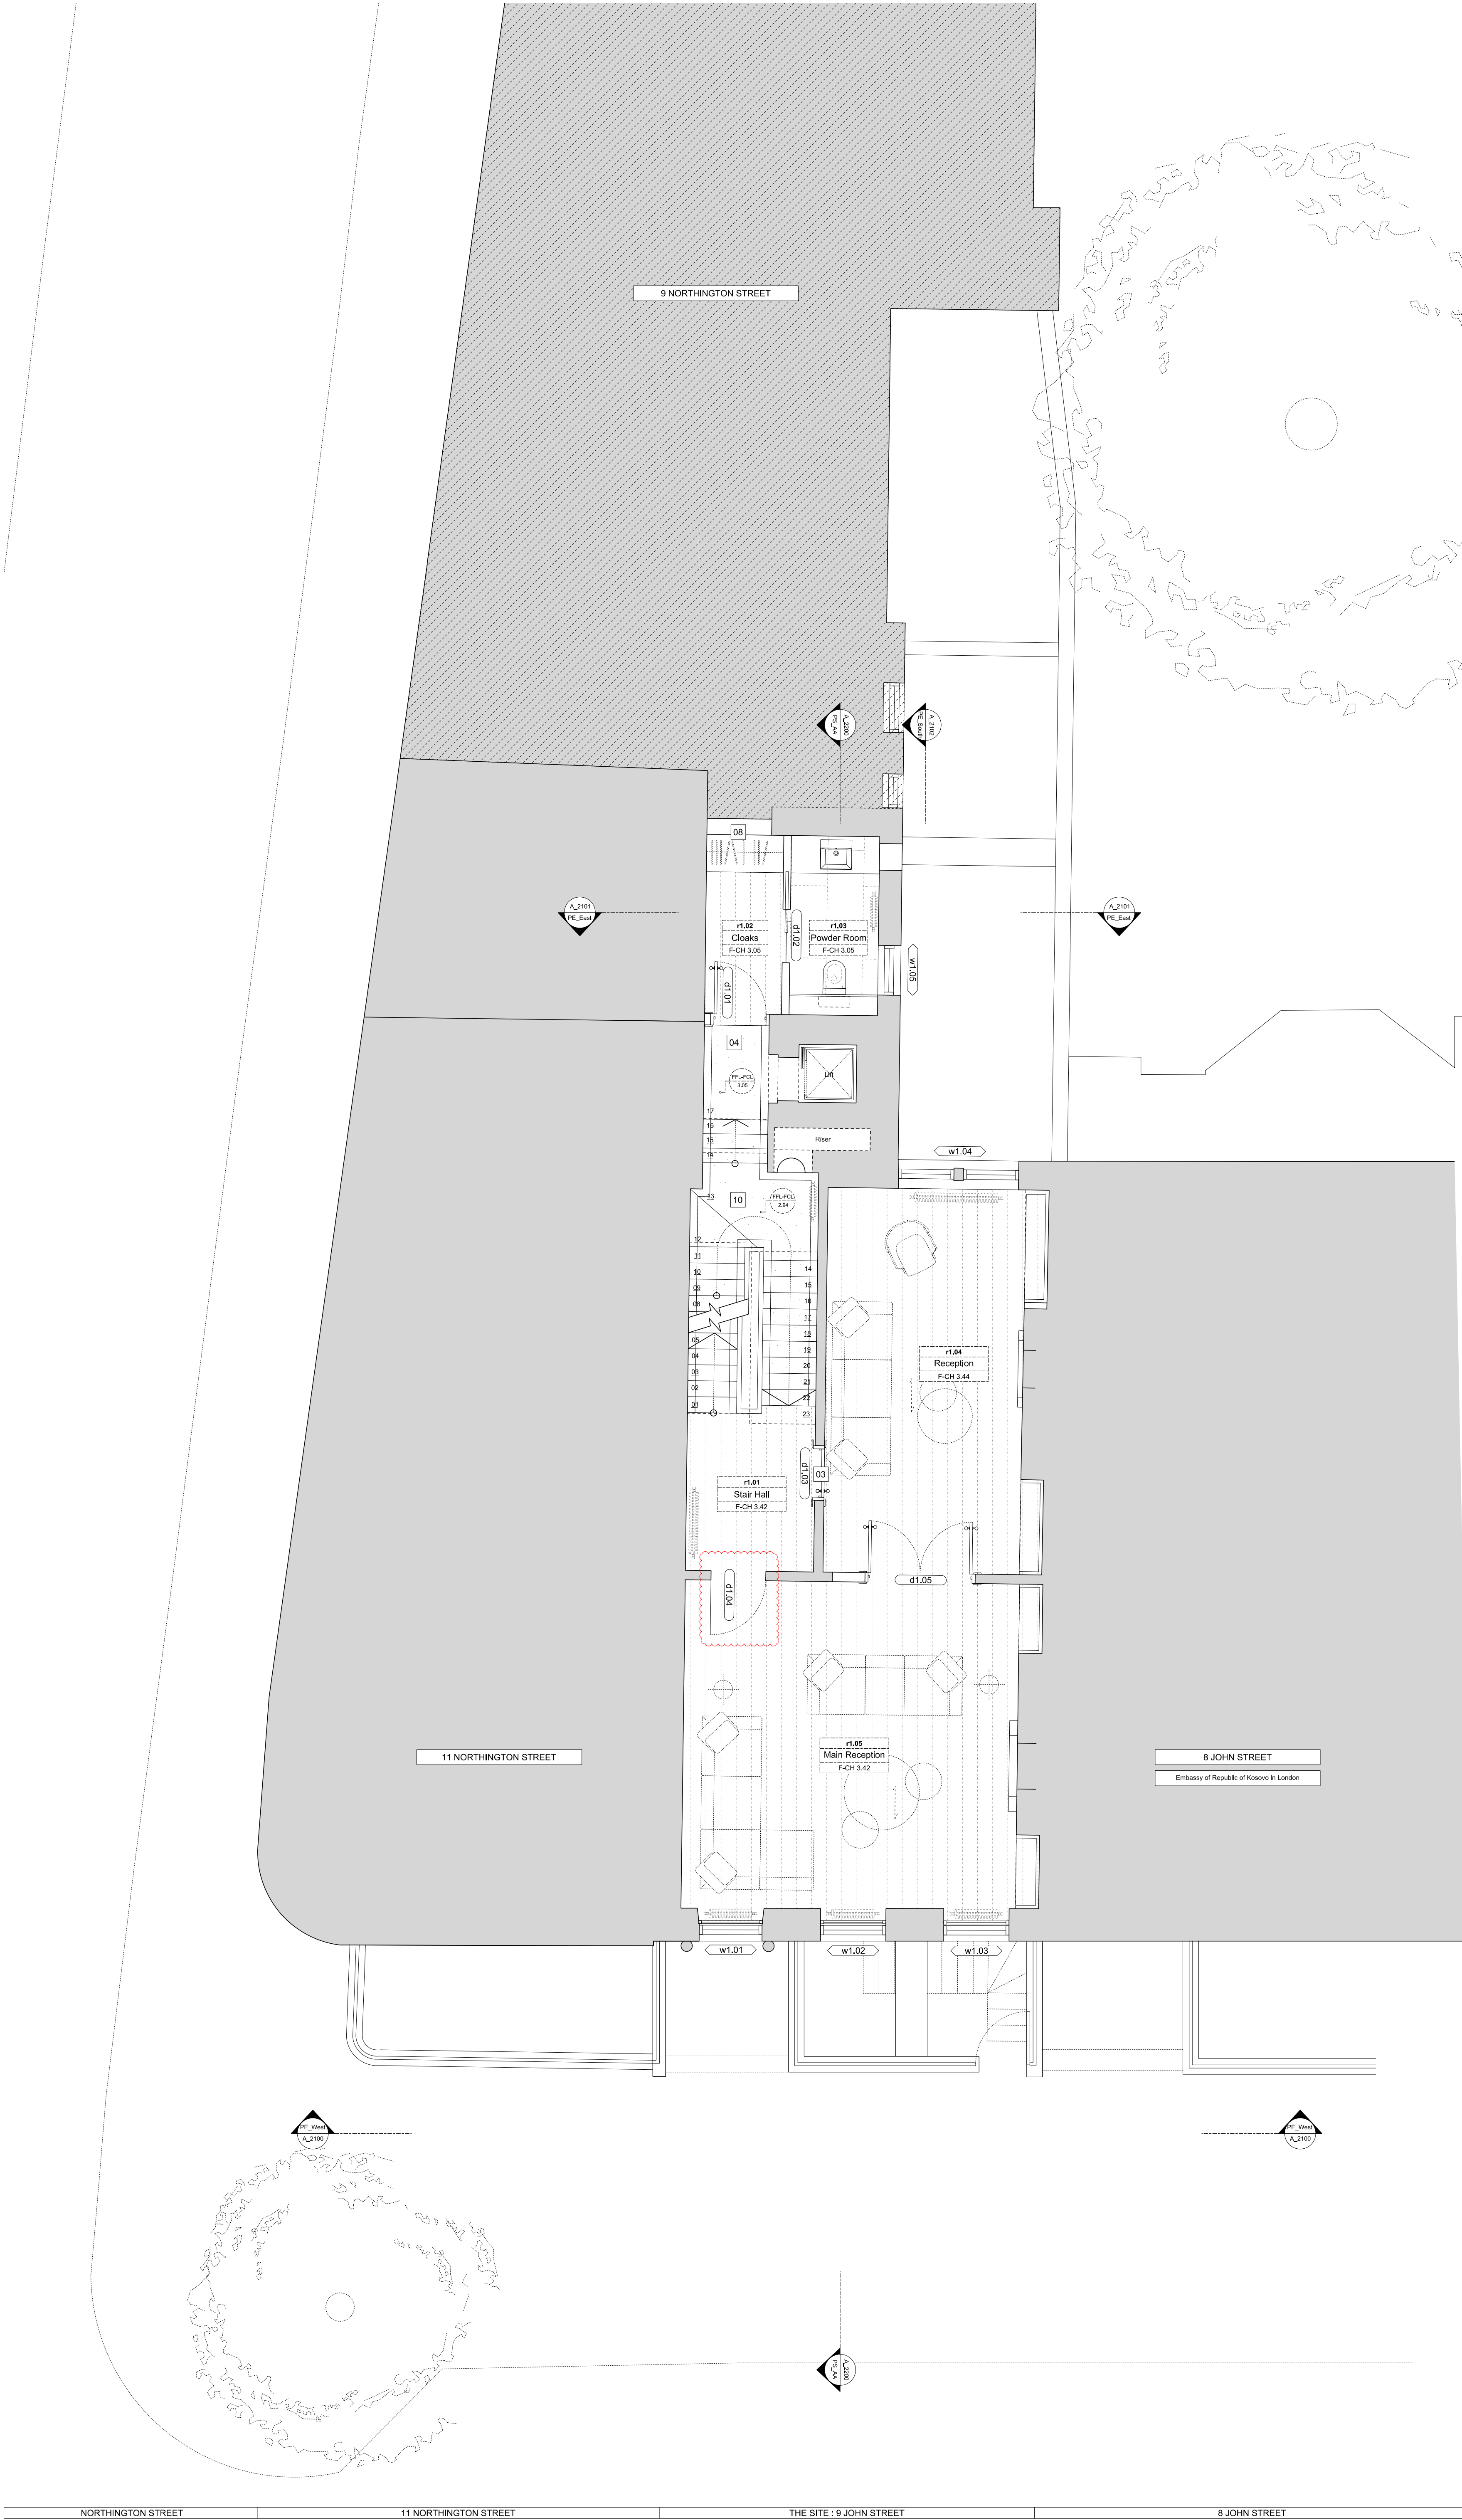 9 NORTHINGTON STREET
A_2200
PS_AA
A_2102
PE_South
08
A_2101
PE_East
r1.02
Cloaks
F-CH 3.05
d1.02
r1.03
Powder Room
F-CH 3.05
A_2101
PE_East
w1.05
d1.01
04
FFL-FCL
3.05
Lift
17
16
15
14
Riser
w1.04
13
10
FFL-FCL
2.94
12
11
10
09
08
05
04
03
02
01
14
15
16
17
18
19
20
21
22
23
r1.04
Reception
F-CH 3.44
d1.03
03
r1.01
Stair Hall
F-CH 3.42
d1.04
d1.05
11 NORTHINGTON STREET
r1.05
Main Reception
F-CH 3.42
8 JOHN STREET
Embassy of Republic of Kosovo in London
w1.01
w1.02
w1.03
PE_West
A_2100
PE_West
A_2100
A_2200
PS_AA
NORTHINGTON STREET
11 NORTHINGTON STREET
THE SITE : 9 JOHN STREET
8 JOHN STREET